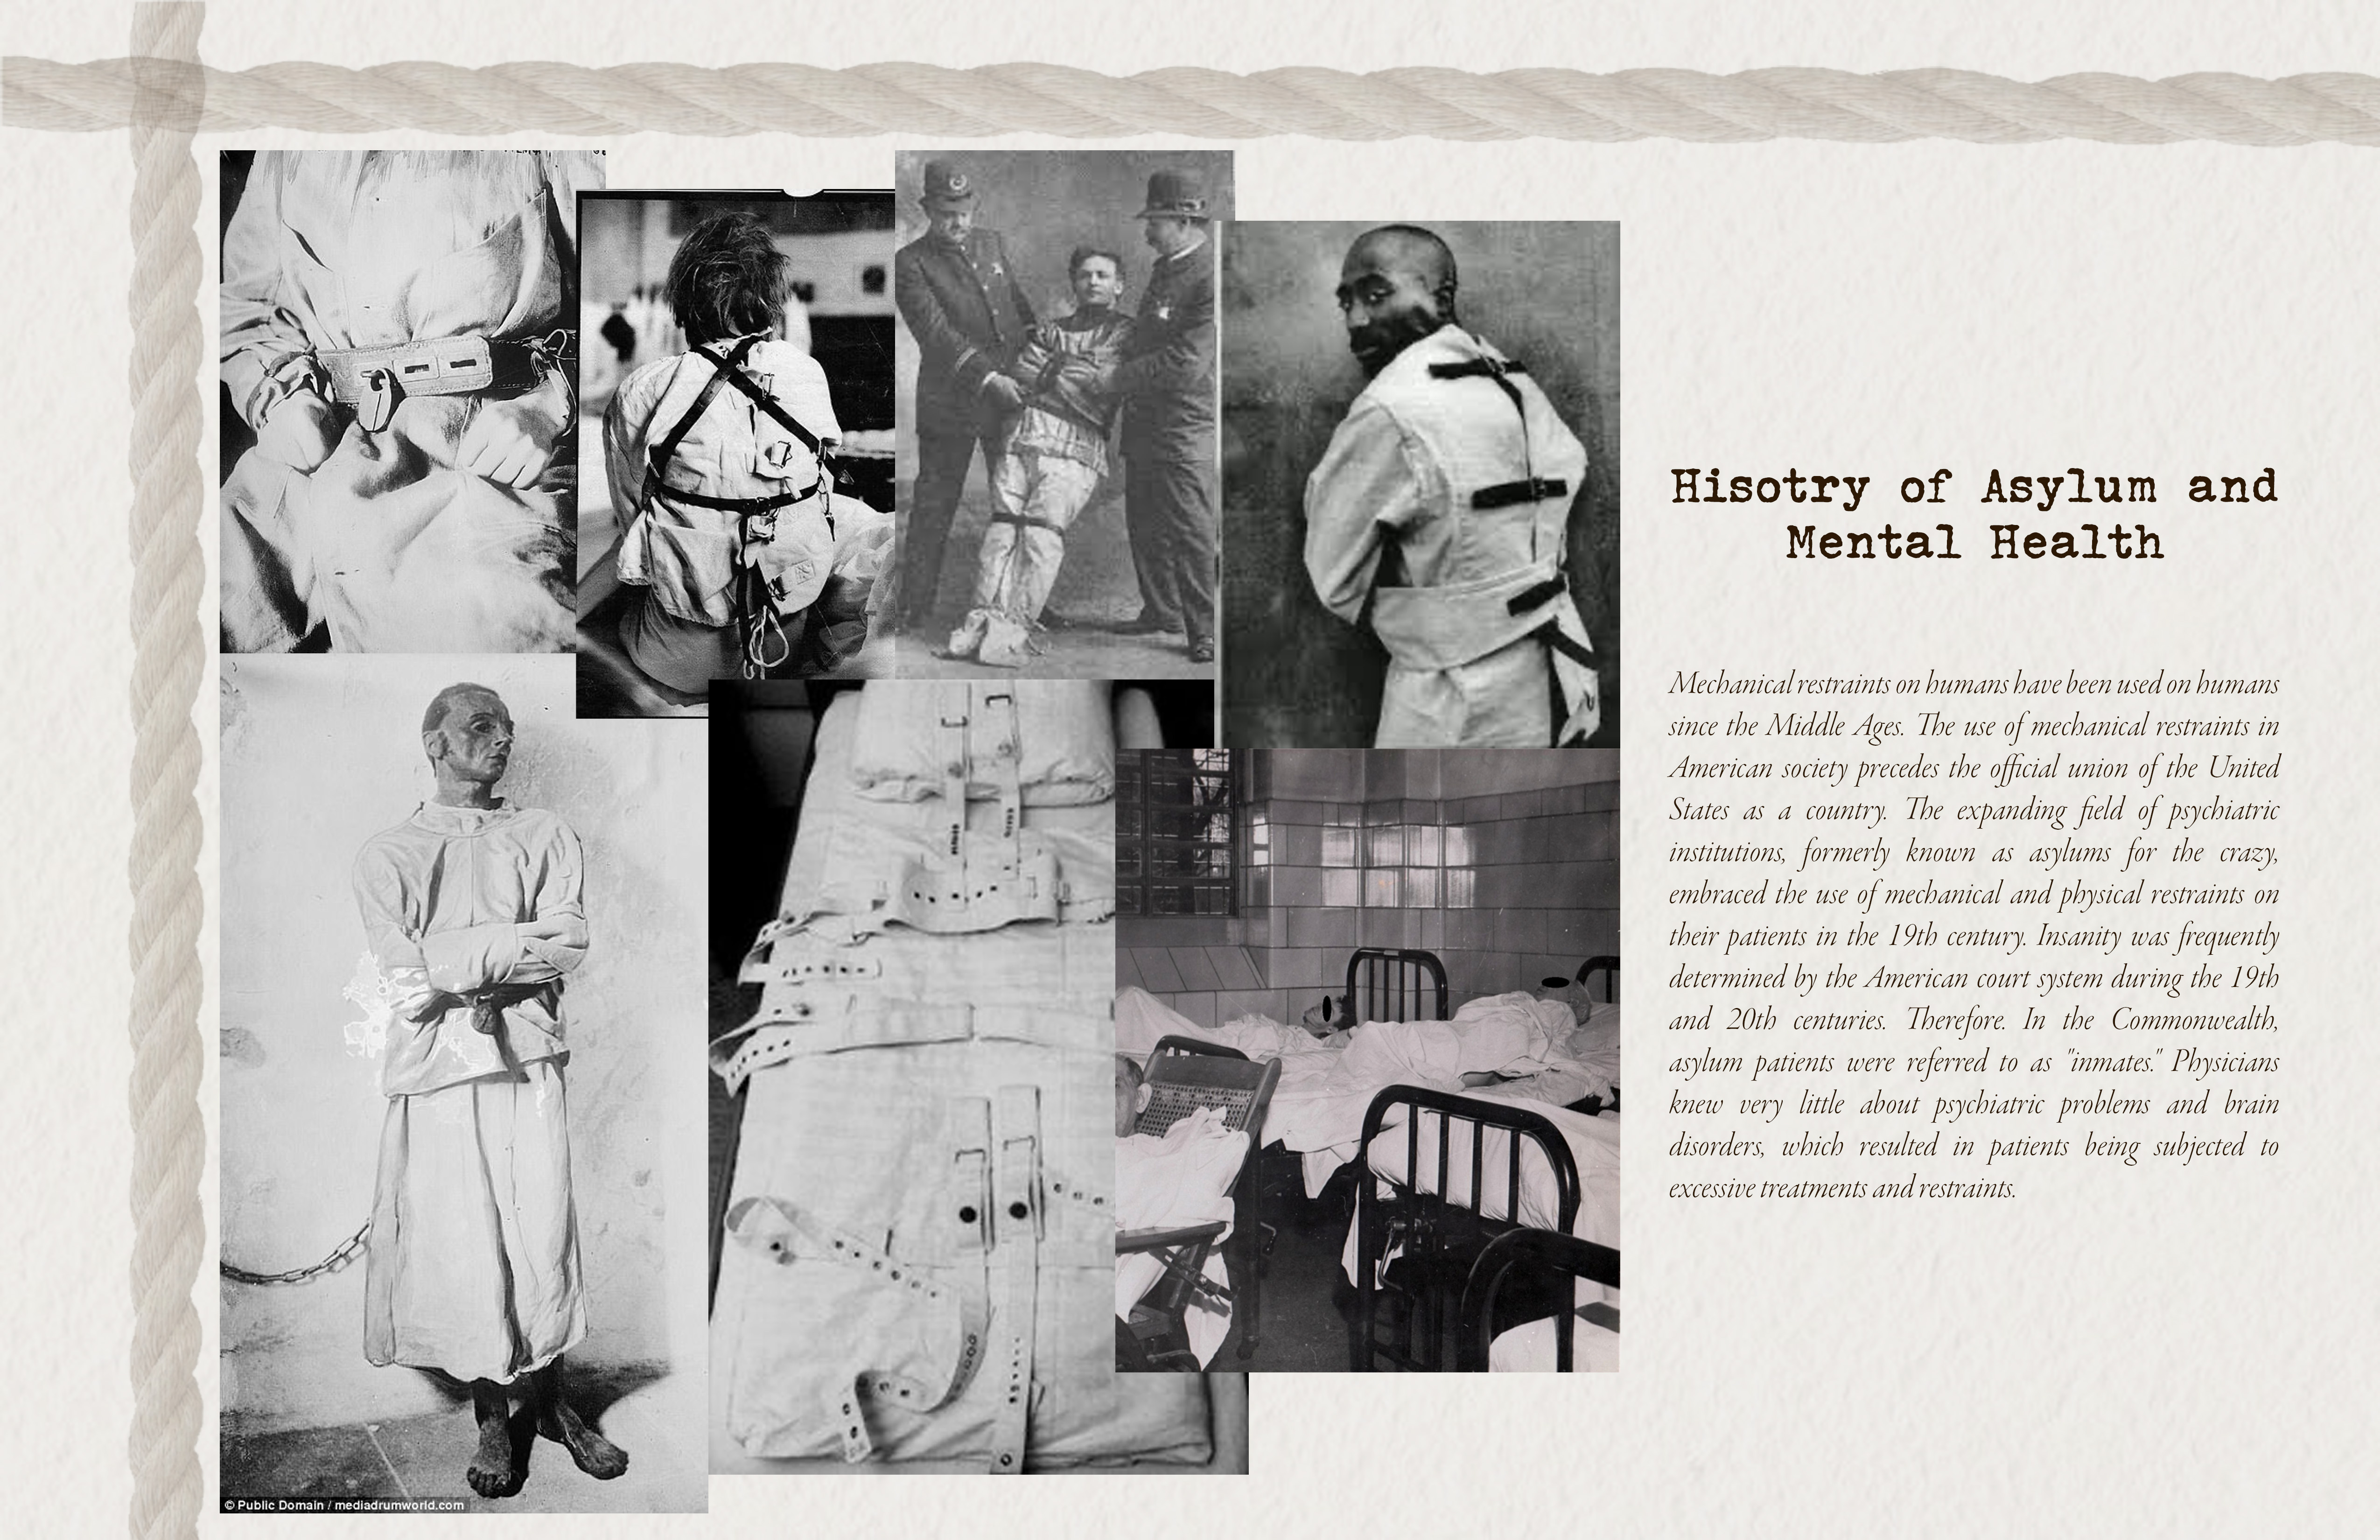 Hisotry of Asylum and
Mental Health
Mechanical restraints on humans have been used on humans
since the Middle Ages. The use of mechanical restraints in
American society precedes the official union of the United
States as a country. The expanding field of psychiatric
institutions, formerly known as asylums for the crazy,
embraced the use of mechanical and physical restraints on
their patients in the 19th century. Insanity was frequently
determined by the American court system during the 19th
and 20th centuries. Therefore. In the Commonwealth,
asylum patients were referred to as "inmates." Physicians
knew very little about psychiatric problems and brain
disorders, which resulted in patients being subjected to
excessive treatments and restraints.
© Public Domain / mediadrumworld.com